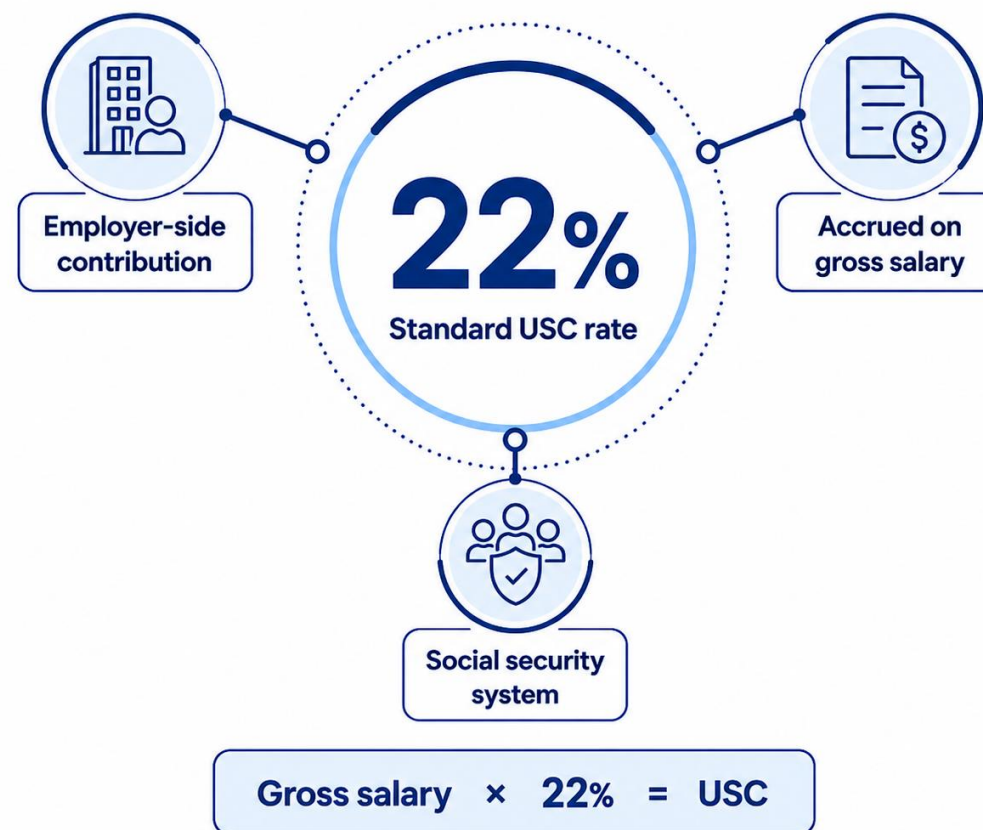 Employer-side
contribution
22%
Standard USC rate
Accrued on
gross salary
$
Social security
system
Gross salary × 22% = USC